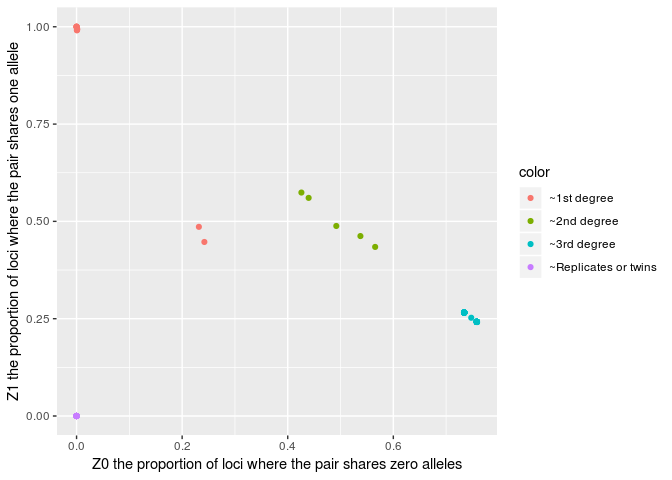 1.00
0.75
0.50
0.25
0.00
Z1 the proportion of loci where the pair shares one allele
0.0 0.2 0.4 0.6
Z0 the proportion of loci where the pair shares zero alleles
color
~1st degree
~2nd degree
~3rd degree
~Replicates or twins